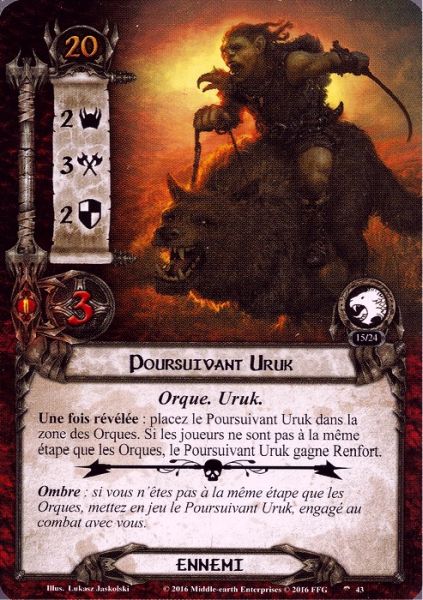 20
2
3
2
3
15/24
Poursuivant Uruk
Orque. Uruk.
Une fois révélée : placez le Poursuivant Uruk dans la
zone des Orques. Si les joueurs ne sont pas à la même
étape que les Orques, le Poursuivant Uruk gagne Renfort.
Ombre : si vous n'êtes pas à la même étape que les
Orques, mettez en jeu le Poursuivant Uruk, engagé au
combat avec vous.
ENNEMI
Illus. Lukasz Jaskolski © 2016 Middle-earth Enterprises © 2016 FFG 43